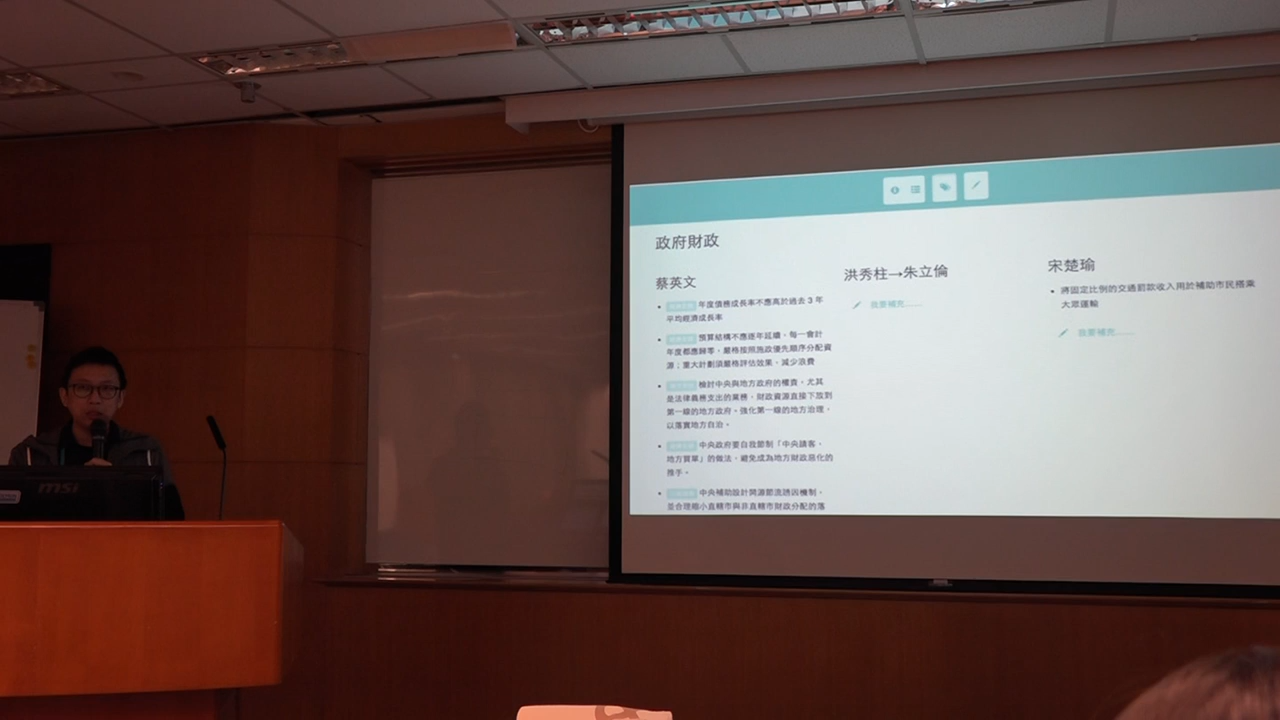 政府財政
蔡英文
年度債務成長率不應高於過去 3 年
平均經濟成長率
預算結構不應逐年延續，每一會計
年度都應歸零，嚴格按照施政優先順序分配資
源；重大計劃須嚴格評估效果、減少浪費
檢討中央與地方政府的權責，尤其
是法律義務支出的業務，財政資源直接下放到
第一線的地方政府。強化第一線的地方治理，
以落實地方自治。
中央政府要自我節制「中央請客，
地方買單」的做法，避免成為地方財政惡化的
推手。
中央補助設計開源節流誘因機制，
並合理縮小直轄市與非直轄市財政分配的落
洪秀柱→朱立倫
我要補充......
宋楚瑜
將固定比例的交通罰款收入用於補助市民搭乘
大眾運輸
我要補充......
msi